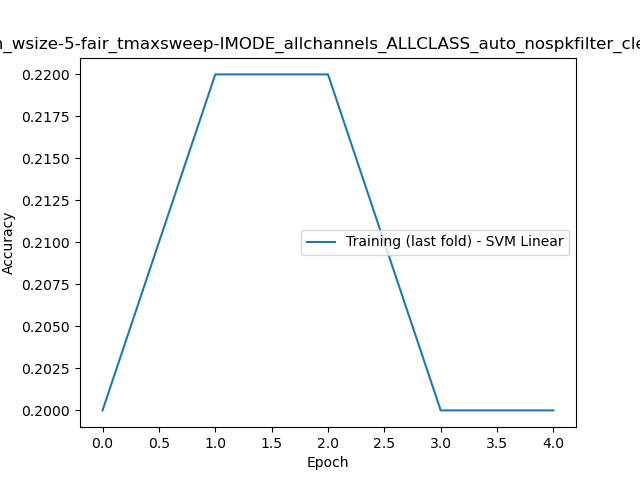 _wsize-5-fair_tmaxsweep-IMODE_allchannels_ALLCLASS_auto_nospkfilter_cle
0.2200
0.2175
0.2150
0.2125
0.2100
0.2075
0.2050
0.2025
0.2000
Accuracy
Training (last fold) - SVM Linear
0.0 0.5 1.0 1.5 2.0 2.5 3.0 3.5 4.0
Epoch